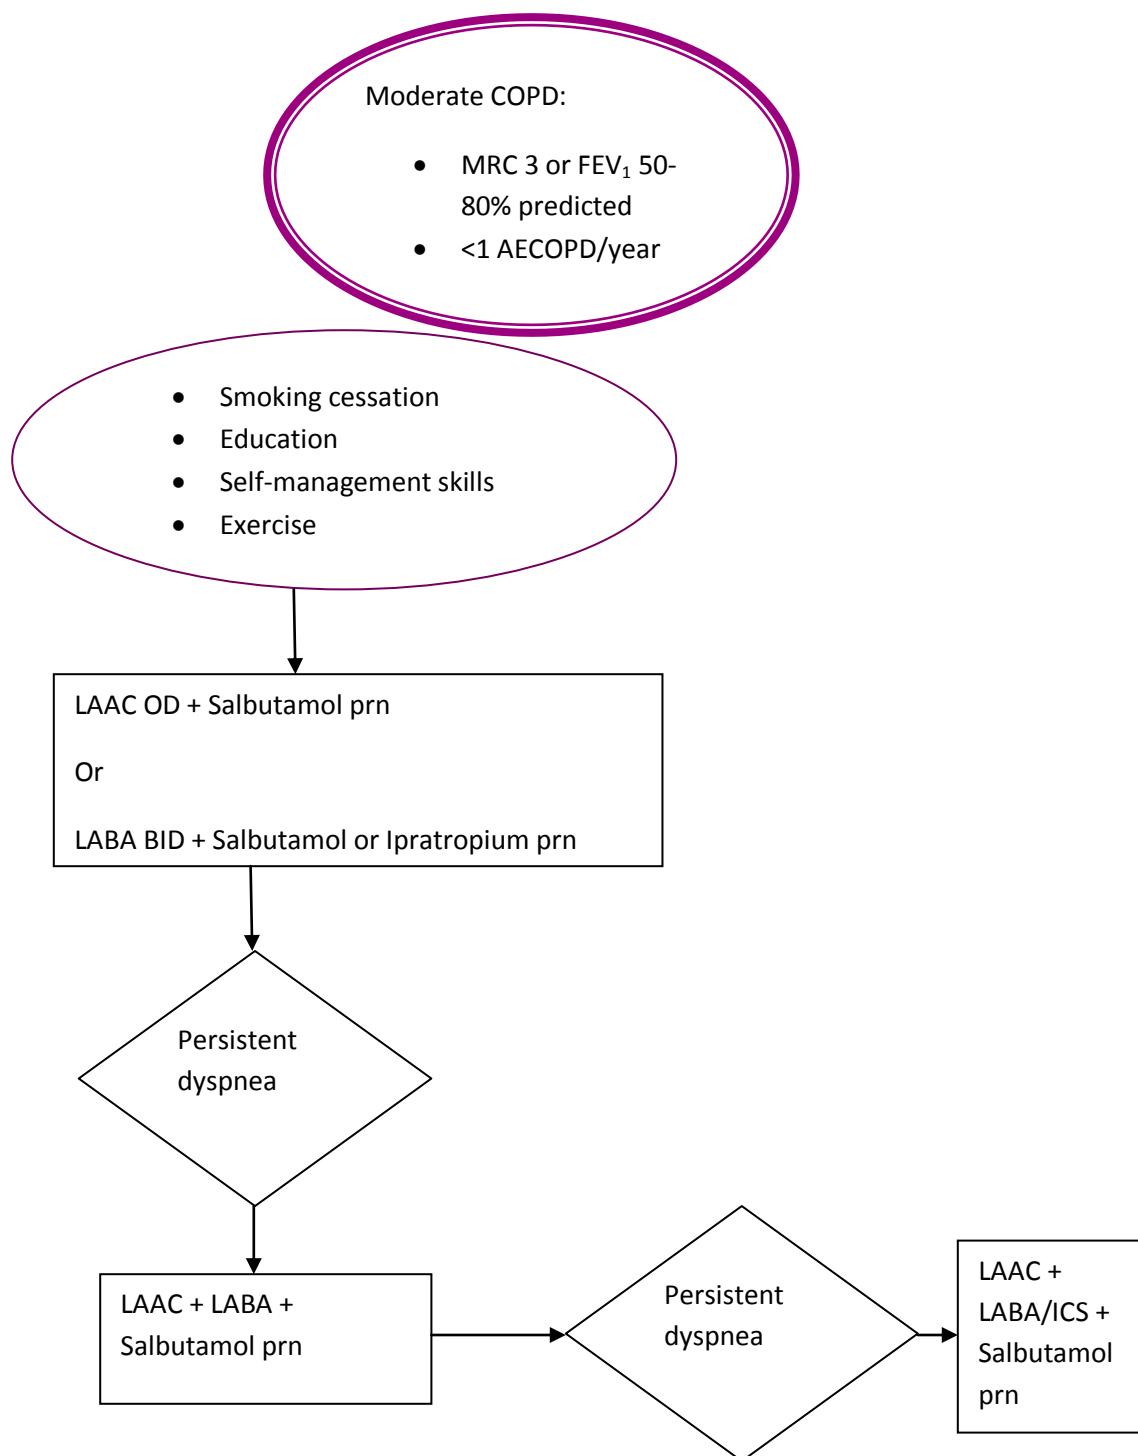 Moderate COPD:
• MRC 3 or FEV₁ 50-
80% predicted
• <1 AECOPD/year
• Smoking cessation
• Education
• Self-management skills
• Exercise
LAAC OD + Salbutamol prn
Or
LABA BID + Salbutamol or Ipratropium prn
Persistent
dyspnea
LAAC + LABA +
Salbutamol prn
Persistent
dyspnea
LAAC +
LABA/ICS +
Salbutamol
prn